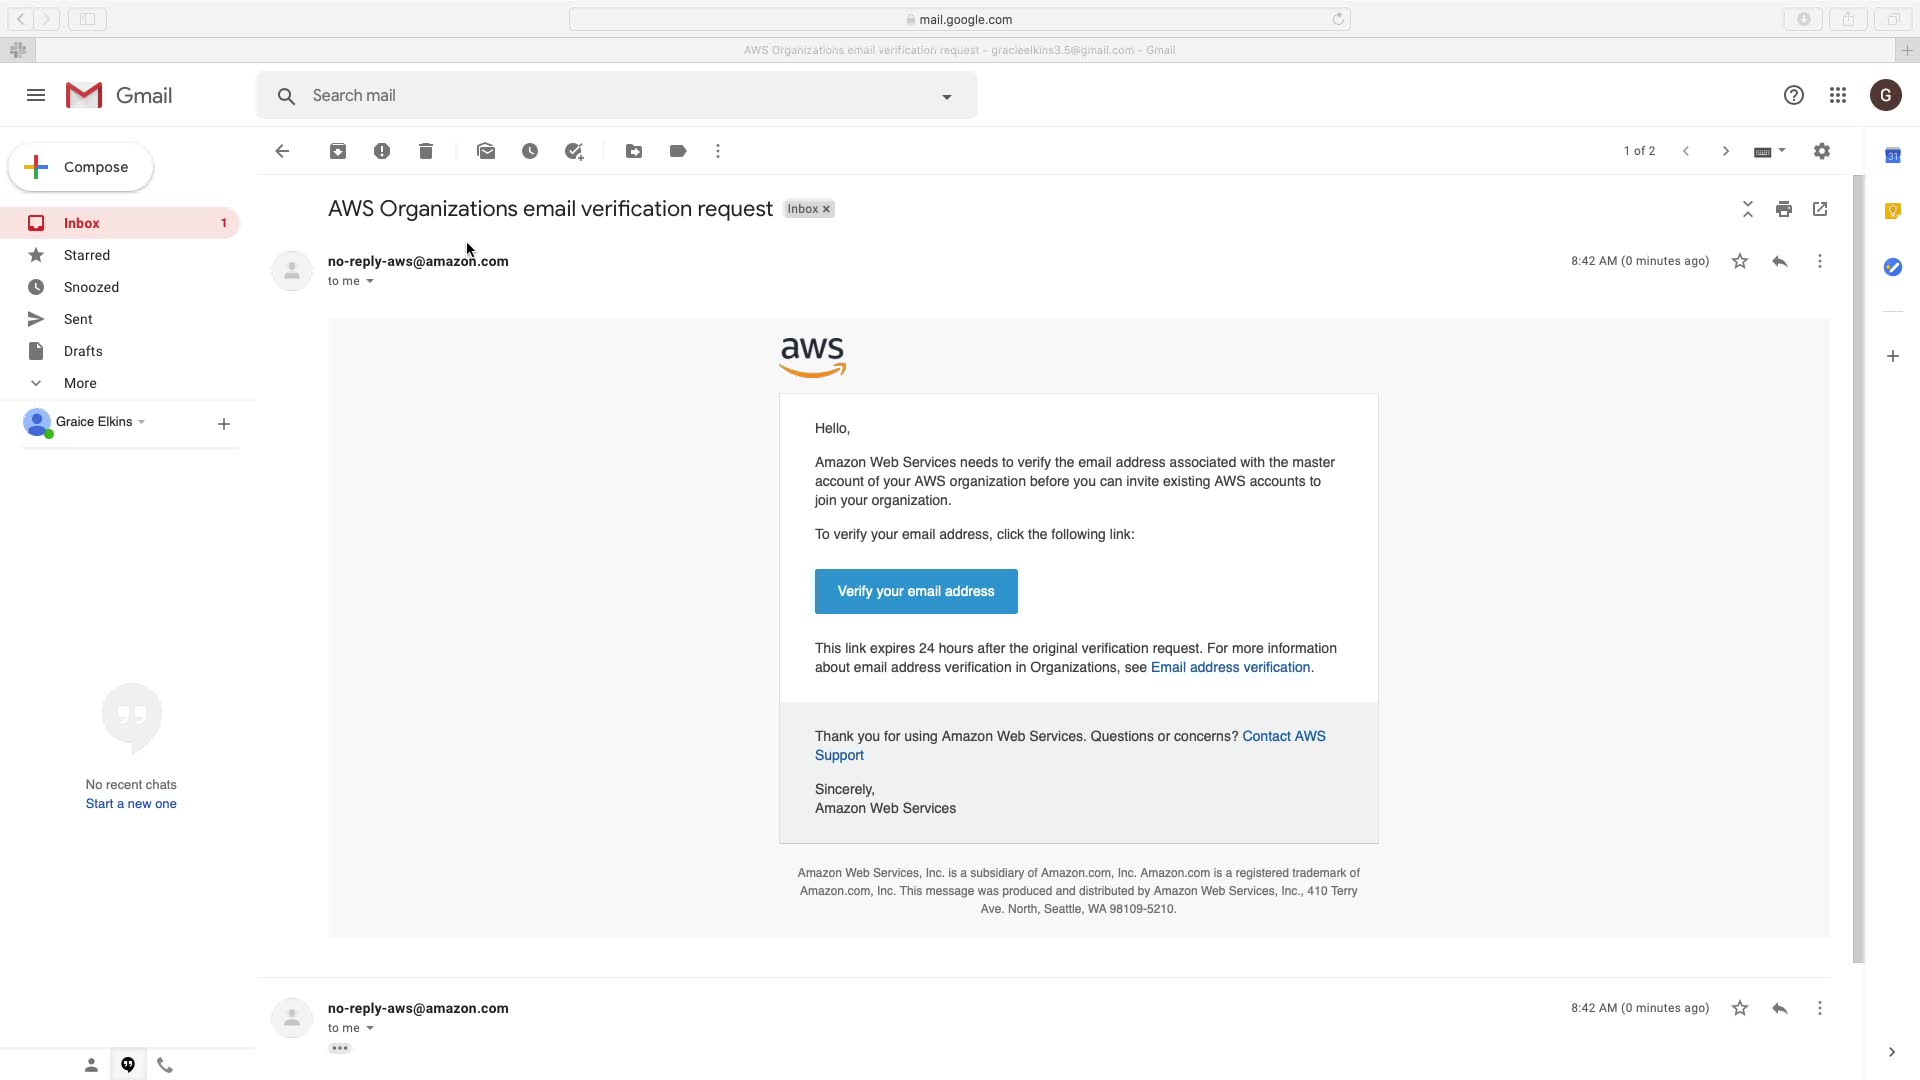 mail.google.com
AWS Organizations email verification request - gracieelkins3.5@gmail.com - Gmail
Gmail
Search mail
G
Compose
1 of 2
31
Inbox 1
Starred
Snoozed
Sent
Drafts
More
Graice Elkins
No recent chats
Start a new one
AWS Organizations email verification request Inbox x
no-reply-aws@amazon.com
8:42 AM (0 minutes ago)
to me
aws
Hello,
Amazon Web Services needs to verify the email address associated with the master
account of your AWS organization before you can invite existing AWS accounts to
join your organization.
To verify your email address, click the following link:
Verify your email address
This link expires 24 hours after the original verification request. For more information
about email address verification in Organizations, see Email address verification.
Thank you for using Amazon Web Services. Questions or concerns? Contact AWS
Support
Sincerely,
Amazon Web Services
Amazon Web Services, Inc. is a subsidiary of Amazon.com, Inc. Amazon.com is a registered trademark of
Amazon.com, Inc. This message was produced and distributed by Amazon Web Services, Inc., 410 Terry
Ave. North, Seattle, WA 98109-5210.
no-reply-aws@amazon.com
8:42 AM (0 minutes ago)
to me